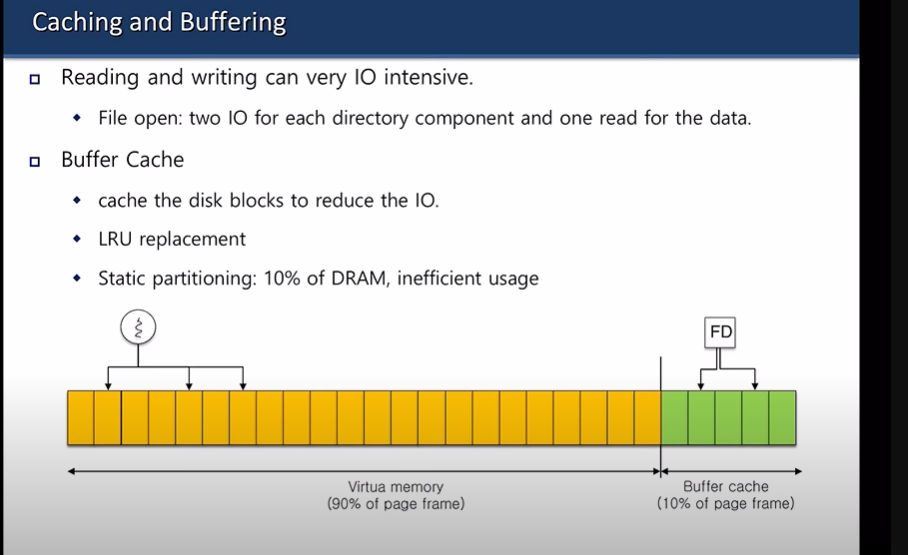 Caching and Buffering
Reading and writing can very IO intensive.
File open: two IO for each directory component and one read for the data.
Buffer Cache
cache the disk blocks to reduce the IO.
LRU replacement
Static partitioning: 10% of DRAM, inefficient usage
FD
Virtua memory
(90% of page frame)
Buffer cache
(10% of page frame)